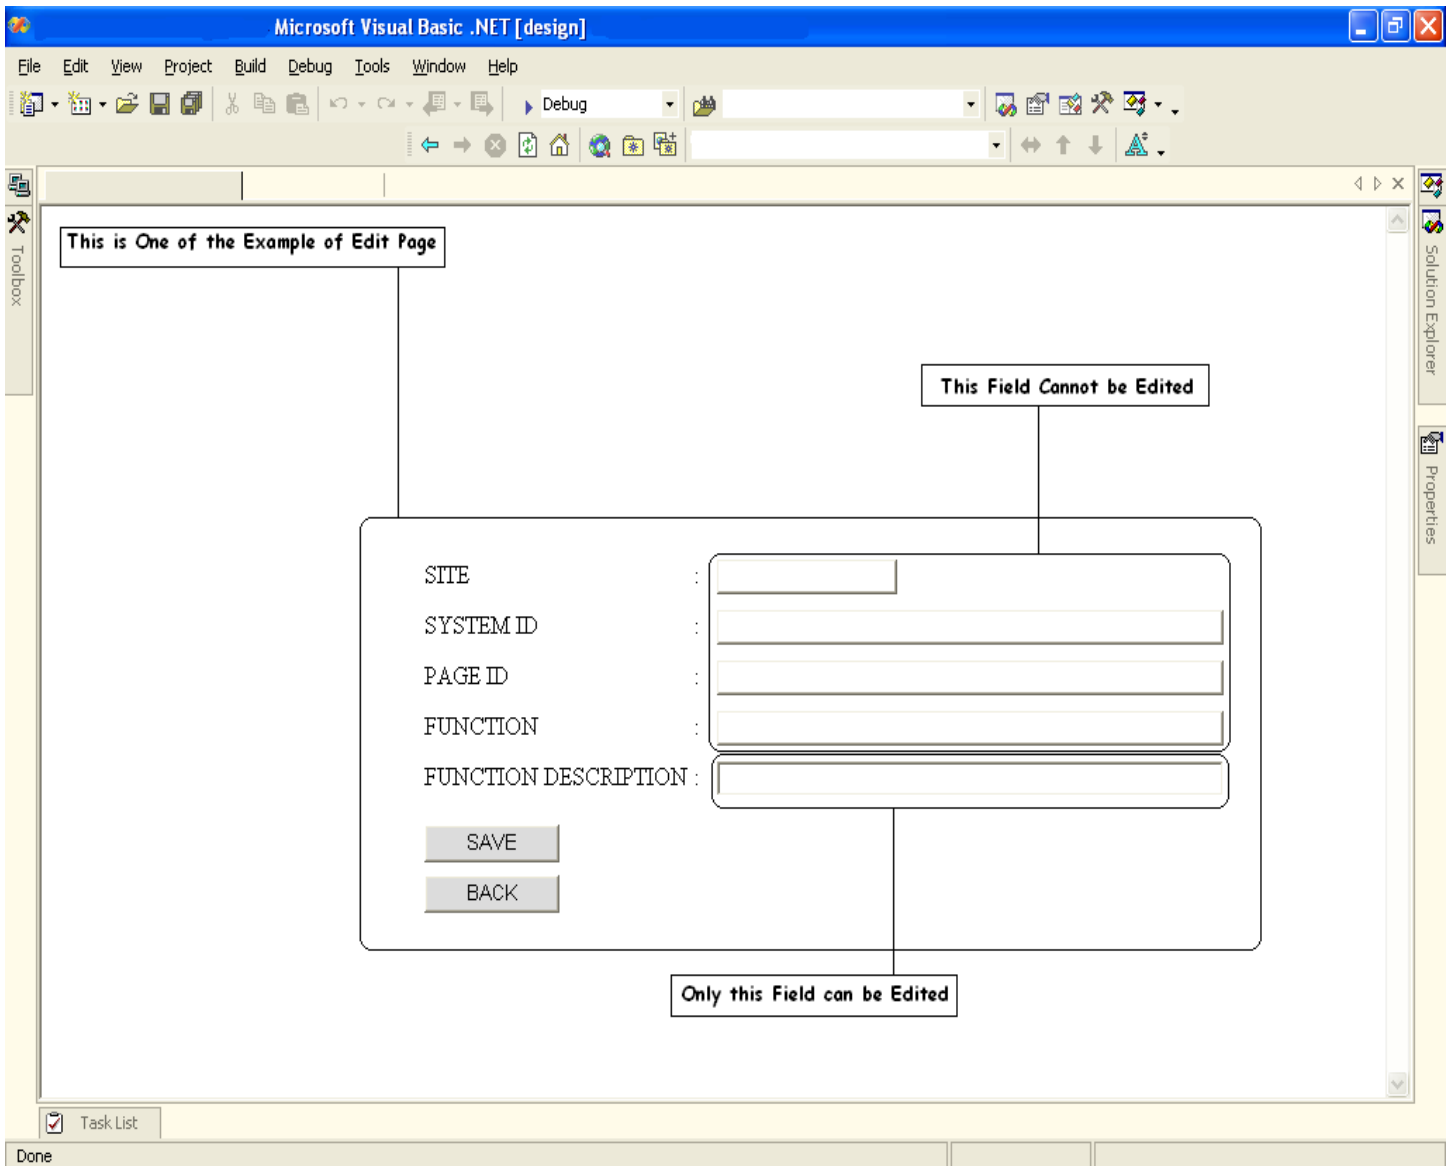 Microsoft Visual Basic .NET [design]
File Edit View Project Build Debug Tools Window Help
Debug
Toolbox
Solution Explorer
Properties
This is One of the Example of Edit Page
This Field Cannot be Edited
SITE :
SYSTEM ID :
PAGE ID :
FUNCTION :
FUNCTION DESCRIPTION :
SAVE
BACK
Only this Field can be Edited
Task List
Done